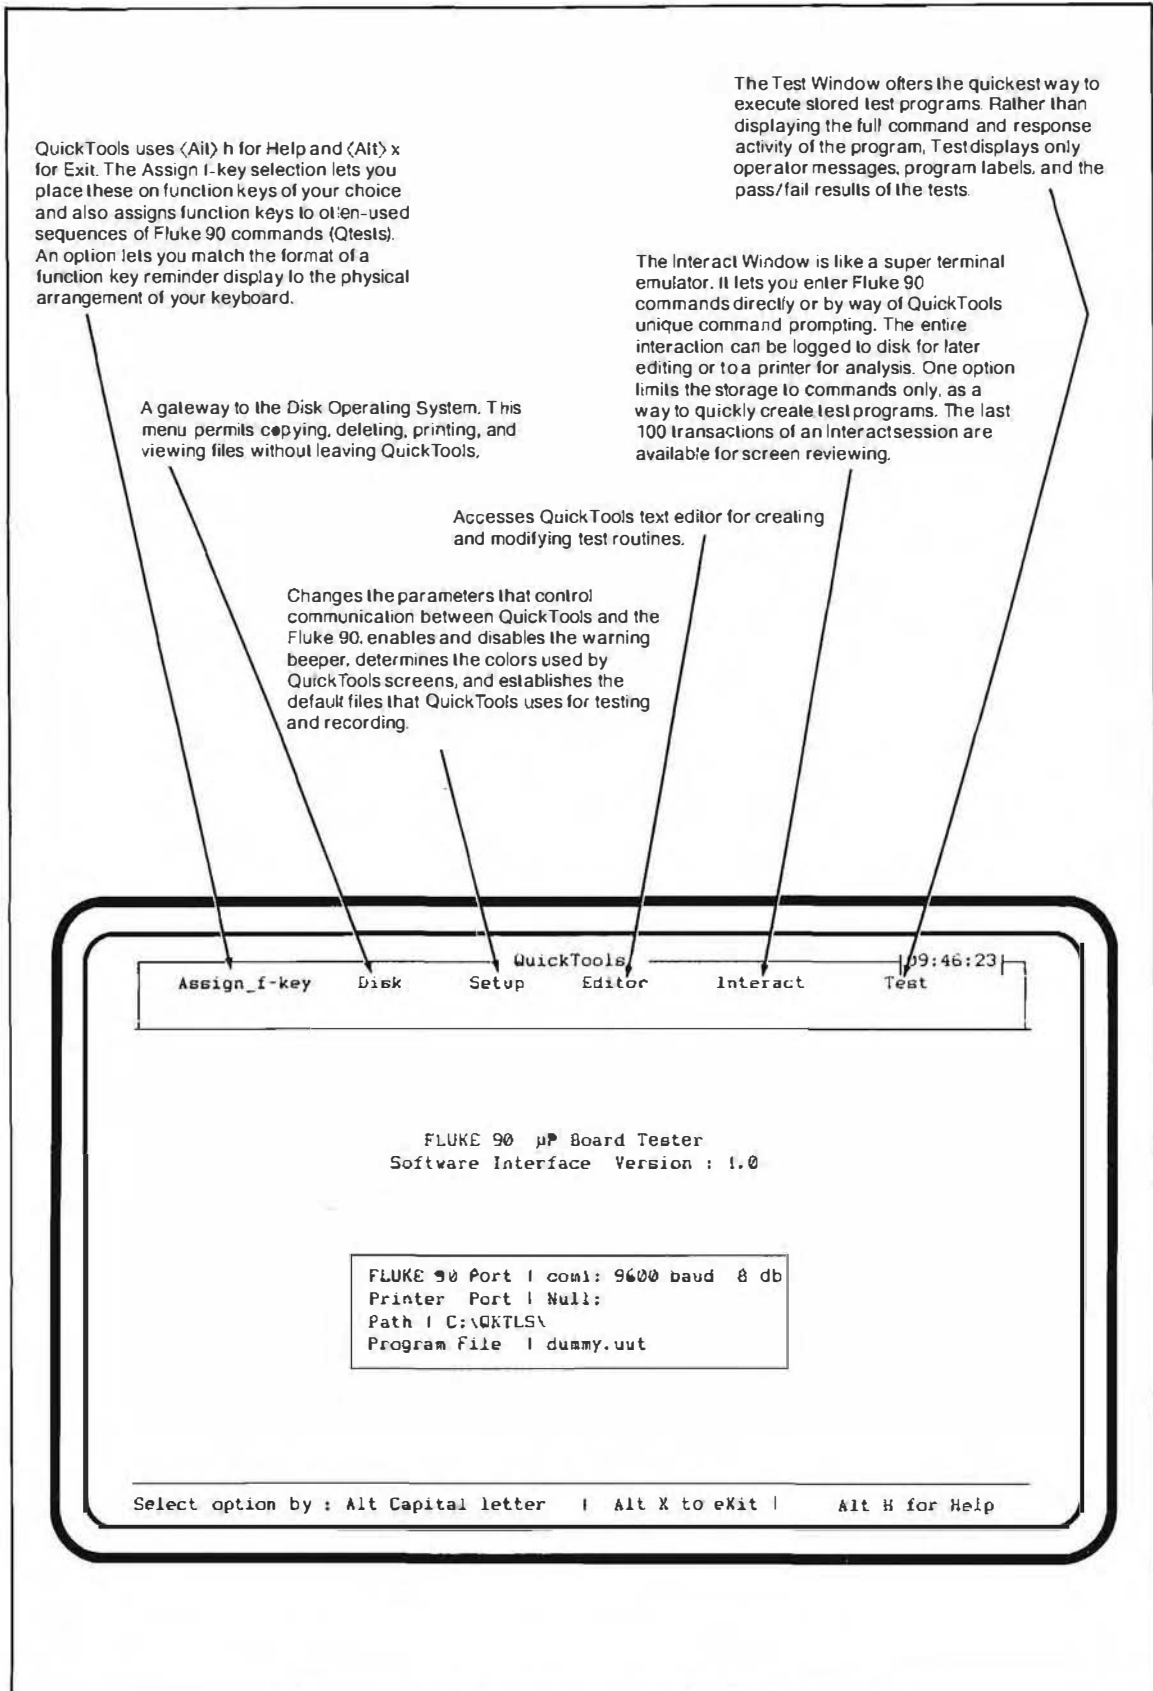 The Test Window offers the quickest way to
execute stored test programs. Rather than
displaying the full command and response
activity of the program, Test displays only
operator messages, program labels, and the
pass/fail results of the tests.
QuickTools uses ⟨Alt⟩ h for Help and ⟨Alt⟩ x
for Exit. The Assign f-key selection lets you
place these on function keys of your choice
and also assigns function keys to often-used
sequences of Fluke 90 commands (Qtests).
An option lets you match the format of a
function key reminder display to the physical
arrangement of your keyboard.
The Interact Window is like a super terminal
emulator. It lets you enter Fluke 90
commands directly or by way of QuickTools
unique command prompting. The entire
interaction can be logged to disk for later
editing or to a printer for analysis. One option
limits the storage to commands only, as a
way to quickly create test programs. The last
100 transactions of an Interact session are
available for screen reviewing.
A gateway to the Disk Operating System. This
menu permits copying, deleting, printing, and
viewing files without leaving QuickTools.
Accesses QuickTools text editor for creating
and modifying test routines.
Changes the parameters that control
communication between QuickTools and the
Fluke 90, enables and disables the warning
beeper, determines the colors used by
QuickTools screens, and establishes the
default files that QuickTools uses for testing
and recording.
QuickTools 09:46:23
Assign_f-key Disk Setup Editor Interact Test
FLUKE 90 µP Board Tester
Software Interface Version : 1.0
FLUKE 90 Port | com1: 9600 baud 8 db
Printer Port | Null:
Path | C:\QKTLS\
Program File | dummy.uut
Select option by : Alt Capital letter | Alt X to eXit | Alt H for Help